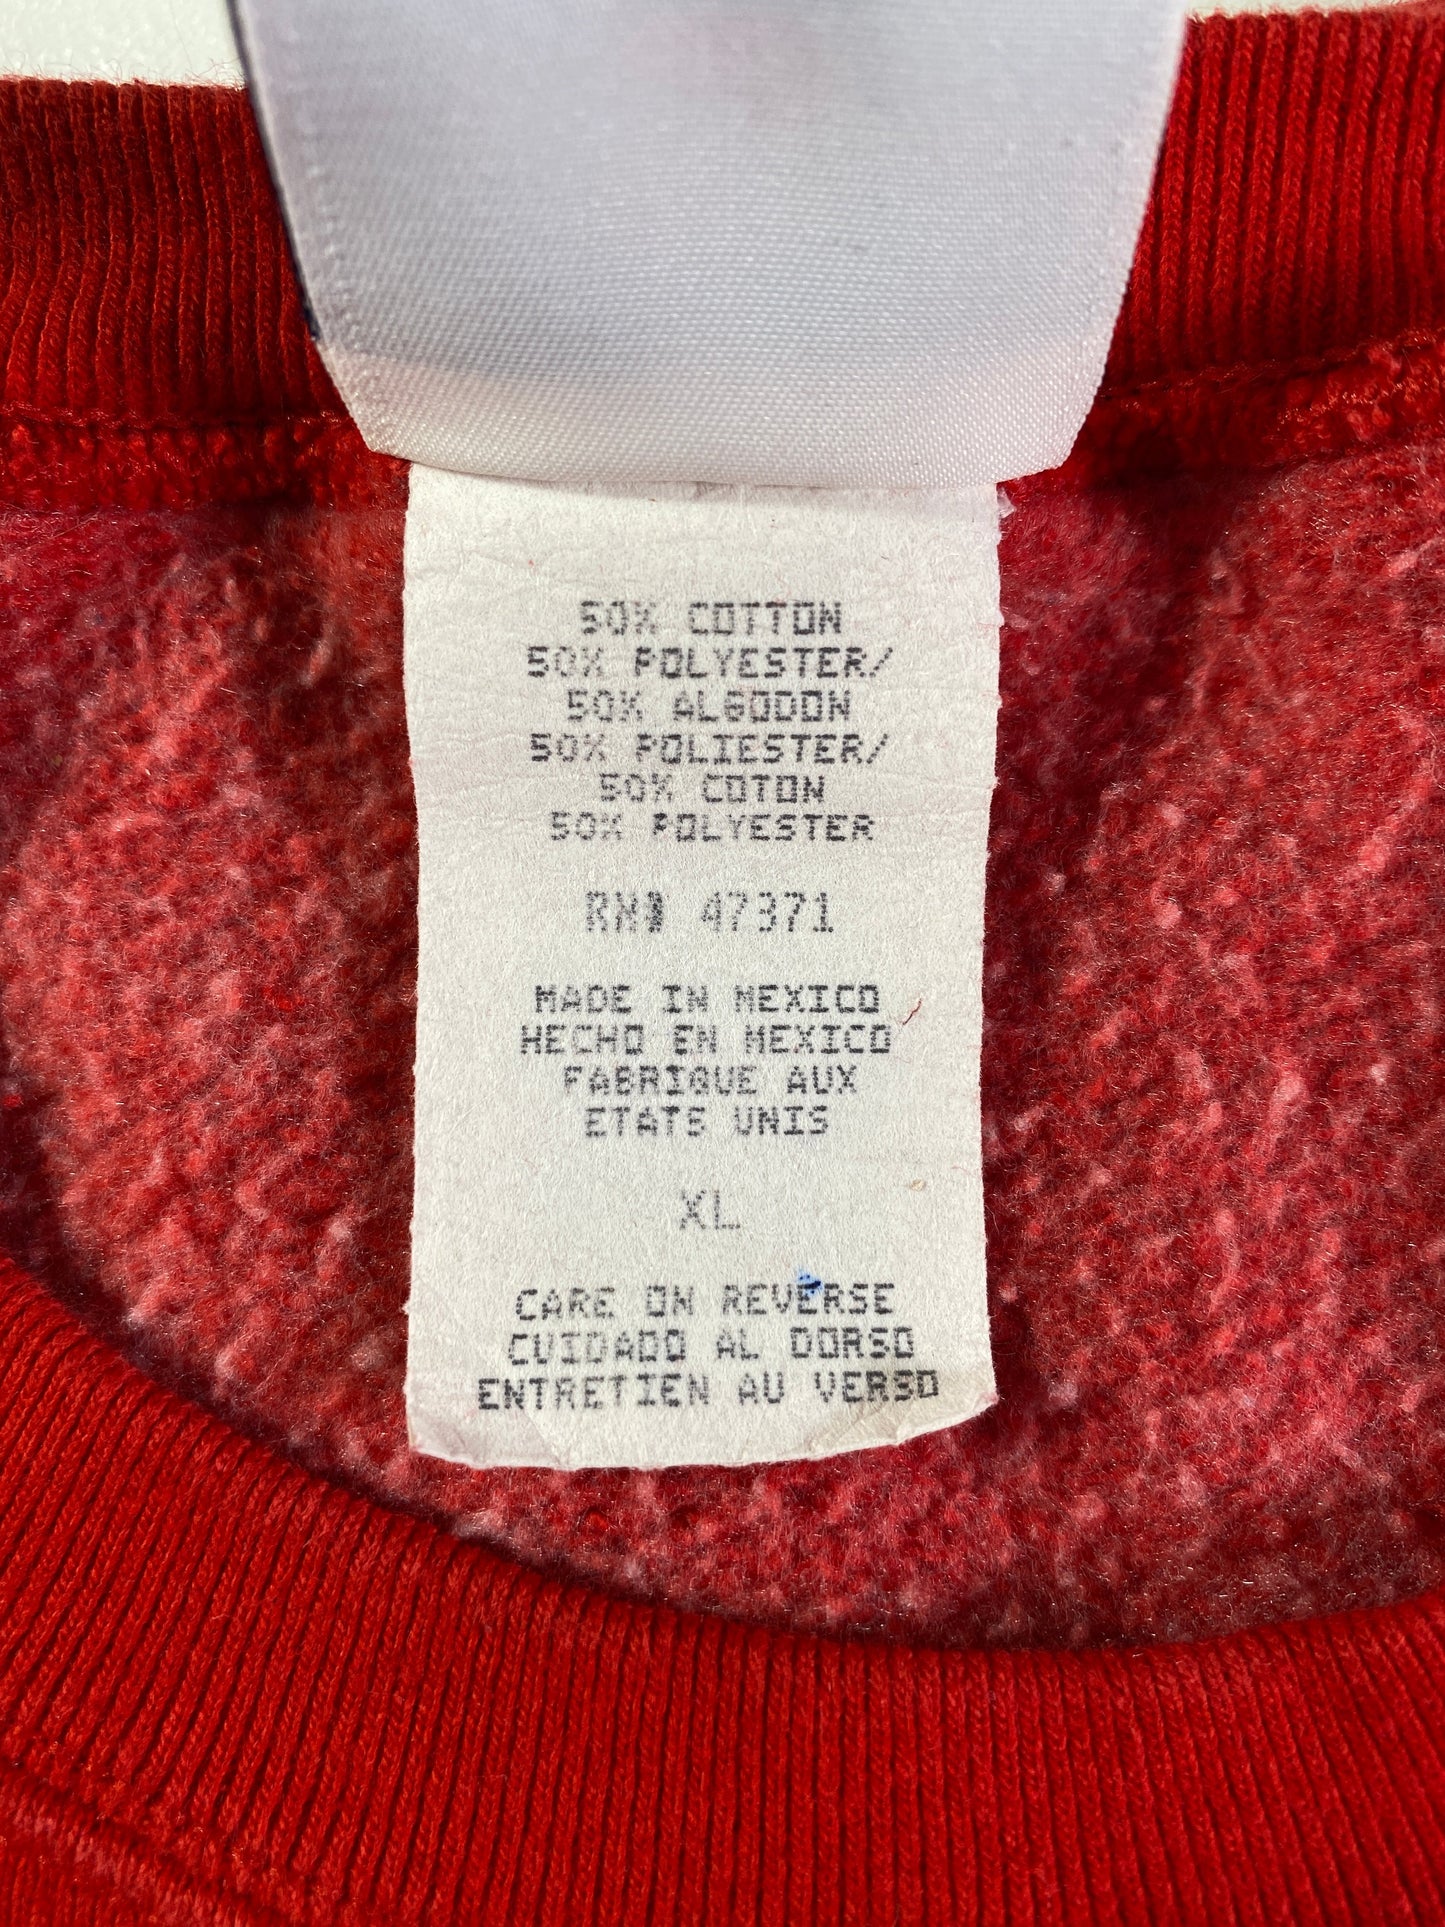 50% COTTON
50% POLYESTER/
50% ALGODON
50% POLIESTER/
50% COTON
50% POLYESTER
RN# 47371
MADE IN MEXICO
HECHO EN MEXICO
FABRIQUE AUX
ETATS UNIS
XL
CARE ON REVERSE
CUIDADO AL DORSO
ENTRETIEN AU VERSO